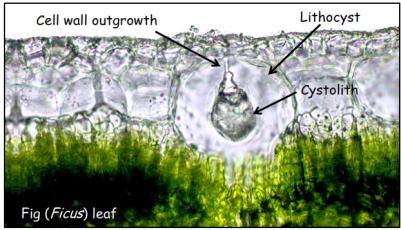 Cell wall outgrowth
Lithocyst
Cystolith
Fig (Ficus) leaf